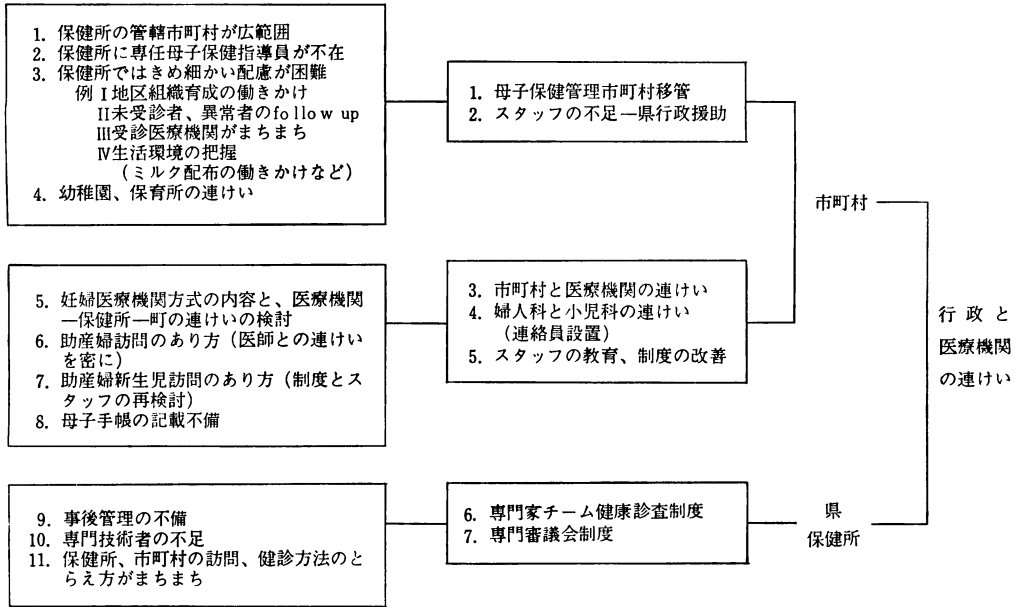 1. 保健所の管轄市町村が広範囲
2. 保健所に専任母子保健指導員が不在
3. 保健所ではきめ細かい配慮が困難
例 I地区組織育成の働きかけ
II未受診者、異常者のfollow up
III受診医療機関がまちまち
IV生活環境の把握
(ミルク配布の働きかけなど)
4. 幼稚園、保育所の連けい
1. 母子保健管理市町村移管
2. スタッフの不足―県行政援助
市町村
5. 妊婦医療機関方式の内容と、医療機関
―保健所―町の連けいの検討
6. 助産婦訪問のあり方(医師との連けい
を密に)
7. 助産婦新生児訪問のあり方(制度とス
タッフの再検討)
8. 母子手帳の記載不備
3. 市町村と医療機関の連けい
4. 婦人科と小児科の連けい
(連絡員設置)
5. スタッフの教育、制度の改善
行政と
医療機関
の連けい
9. 事後管理の不備
10. 専門技術者の不足
11. 保健所、市町村の訪問、健診方法のと
らえ方がまちまち
6. 専門家チーム健康診査制度
7. 専門審議会制度
県
保健所